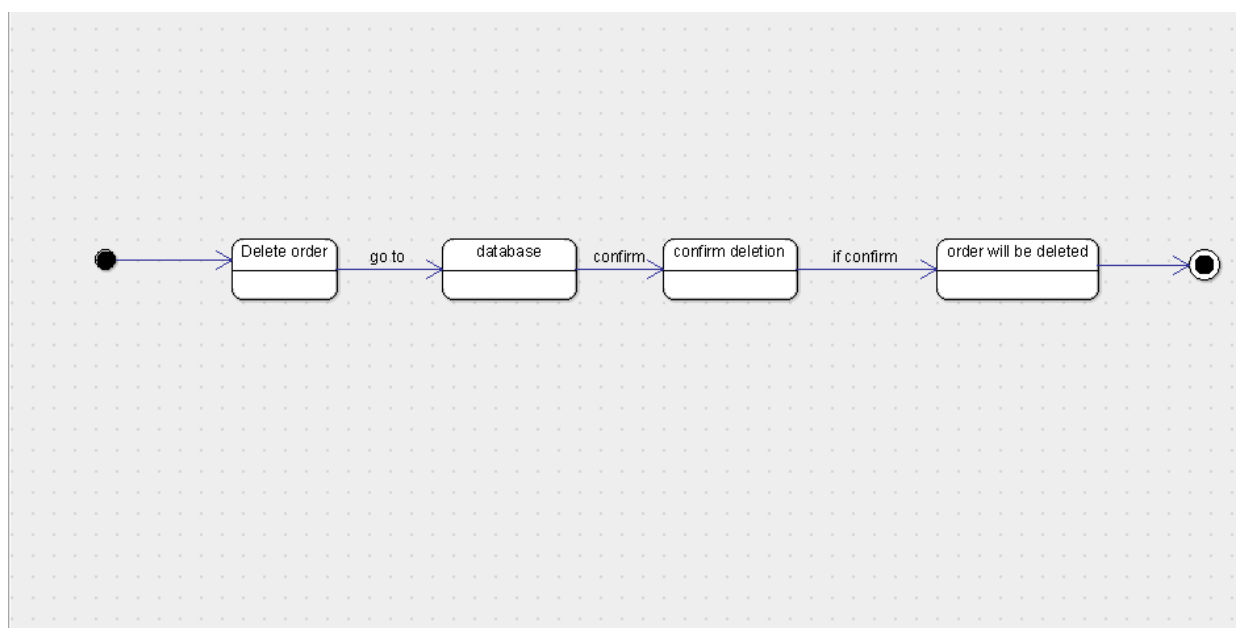 Delete order
go to
database
confirm
confirm deletion
if confirm
order will be deleted